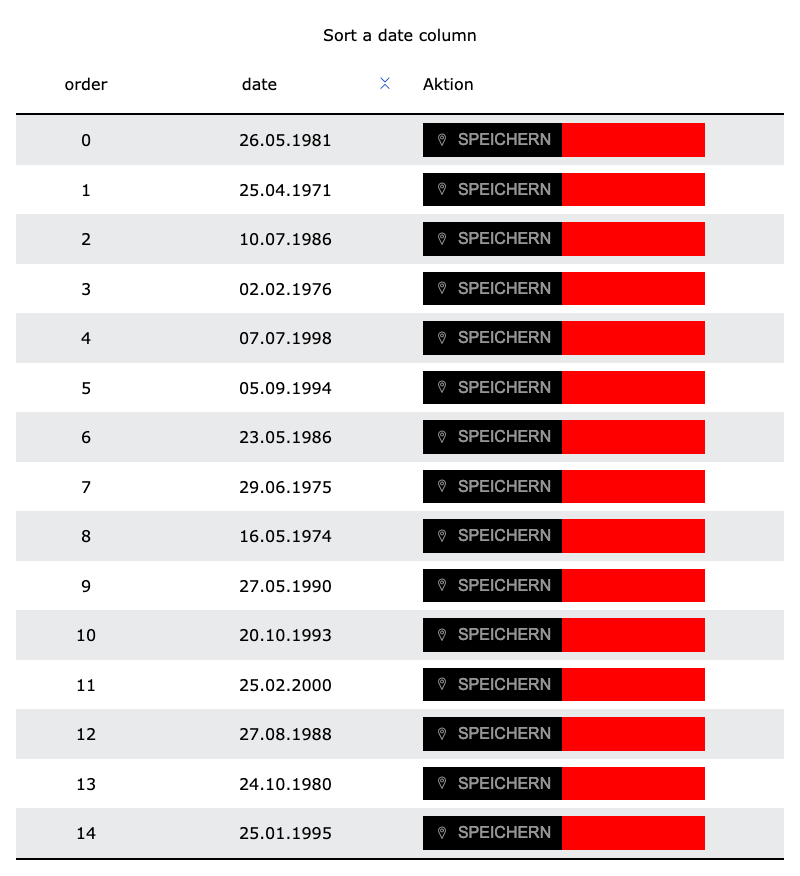 Sort a date column
order date Aktion
0 26.05.1981 SPEICHERN
1 25.04.1971 SPEICHERN
2 10.07.1986 SPEICHERN
3 02.02.1976 SPEICHERN
4 07.07.1998 SPEICHERN
5 05.09.1994 SPEICHERN
6 23.05.1986 SPEICHERN
7 29.06.1975 SPEICHERN
8 16.05.1974 SPEICHERN
9 27.05.1990 SPEICHERN
10 20.10.1993 SPEICHERN
11 25.02.2000 SPEICHERN
12 27.08.1988 SPEICHERN
13 24.10.1980 SPEICHERN
14 25.01.1995 SPEICHERN